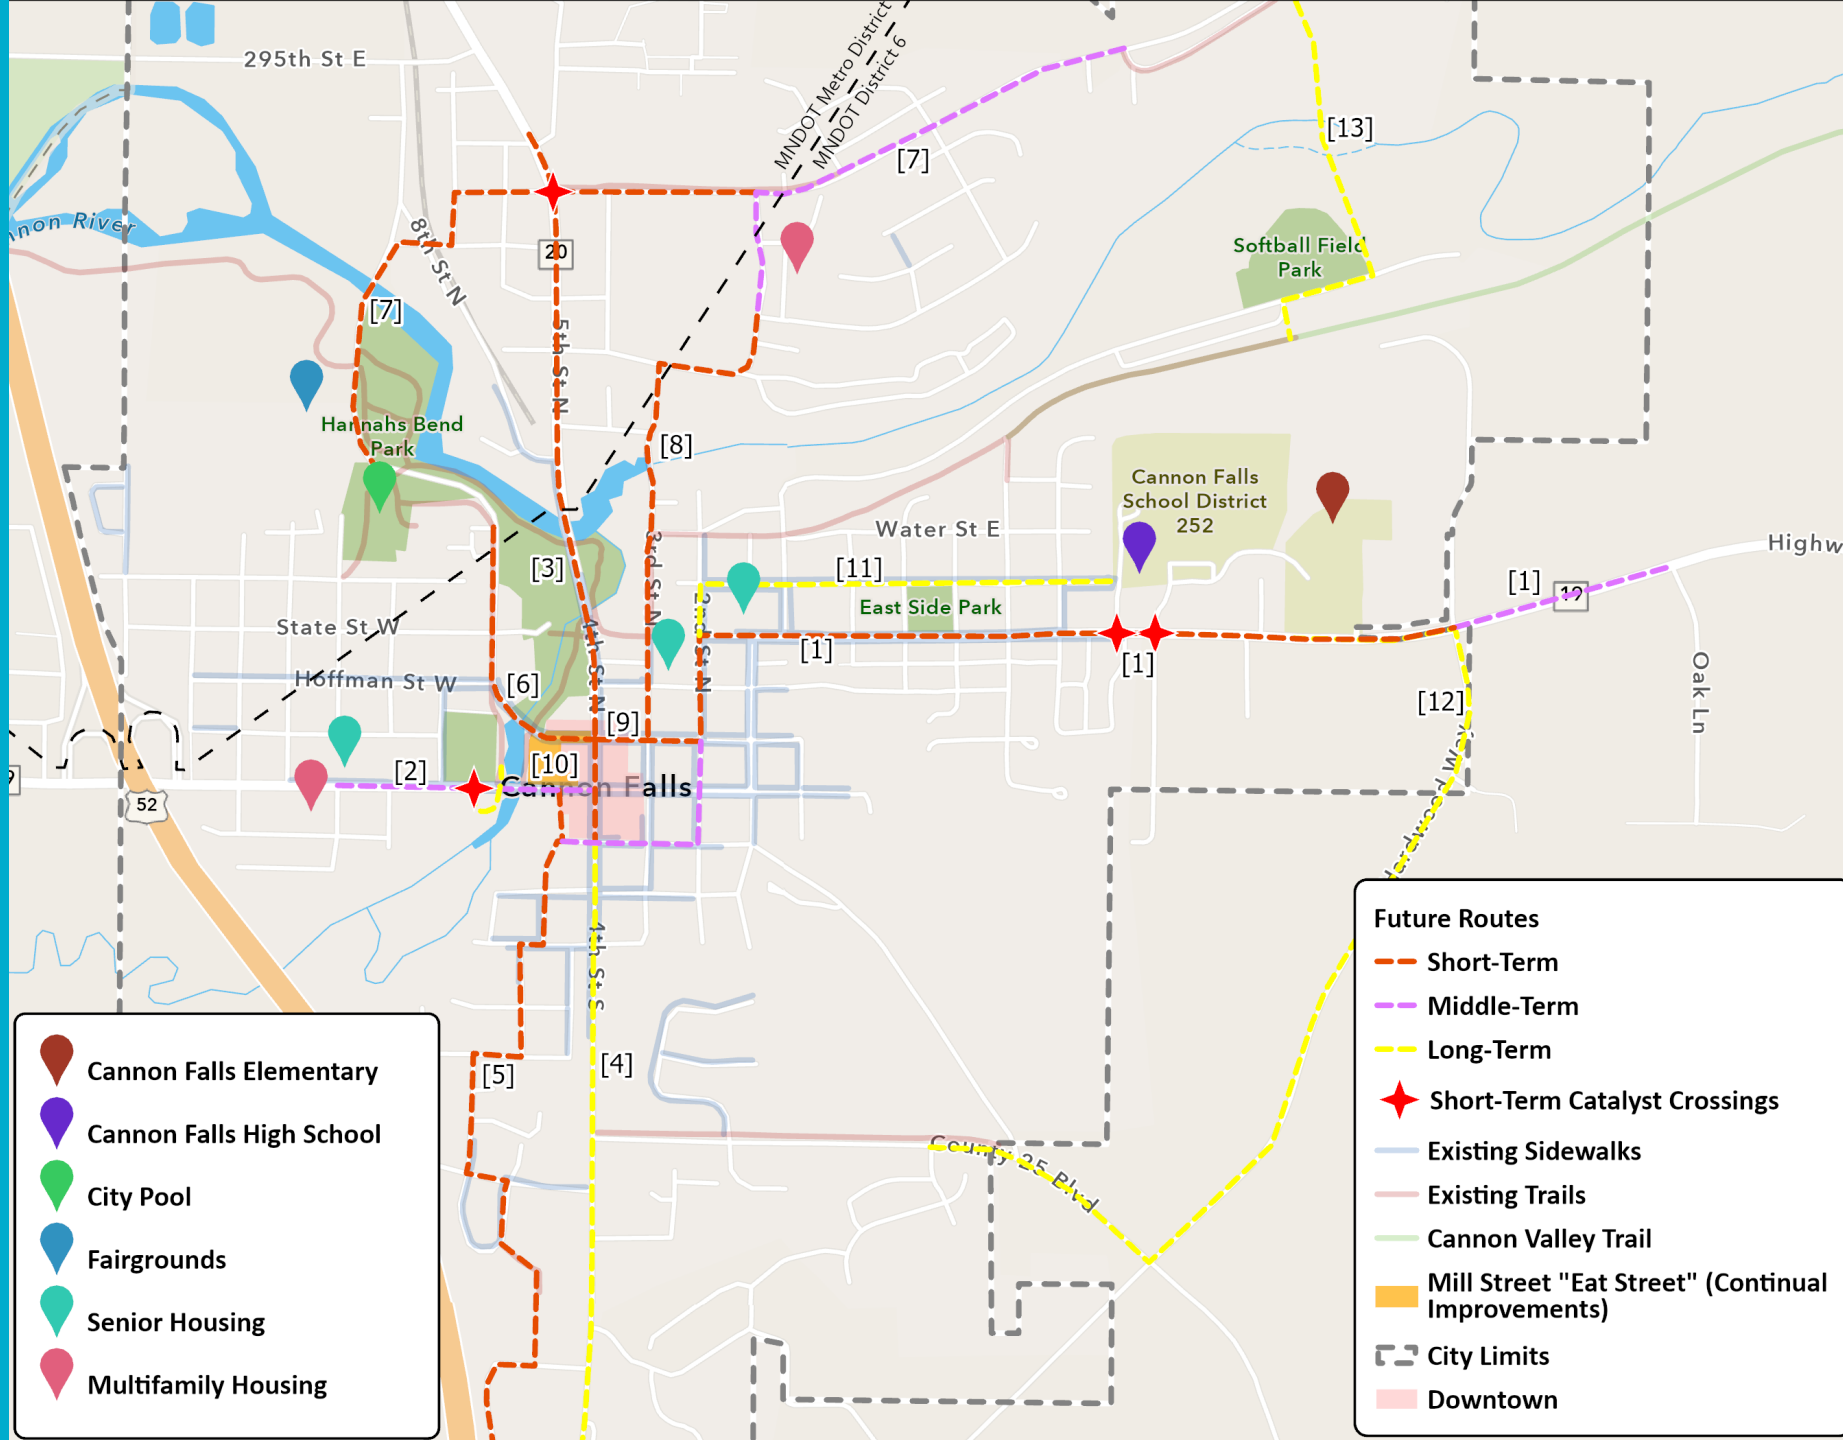 295th St E
MNDOT Metro District
MNDOT District 6
[13]
[7]
nnon River
8th St N
20
Softball Field
Park
[7]
5th St N
Hannahs Bend
Park
[8]
Cannon Falls
School District
252
Water St E
Highw
[3]
3rd St N
[11]
[1]
19
East Side Park
2nd St N
State St W
4th St N
[1]
[1]
Hoffman St W
[6]
[12]
Oak Ln
[9]
[10]
[2]
Cannon Falls
9
52
4th St S
[4]
[5]
County 25 Blvd
Future Routes
Short-Term
Middle-Term
Long-Term
Short-Term Catalyst Crossings
Existing Sidewalks
Existing Trails
Cannon Valley Trail
Mill Street "Eat Street" (Continual
Improvements)
City Limits
Downtown
Cannon Falls Elementary
Cannon Falls High School
City Pool
Fairgrounds
Senior Housing
Multifamily Housing